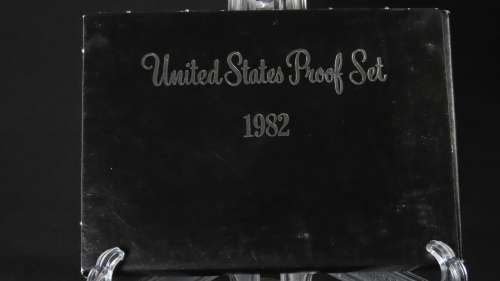 United States Proof Set
1982